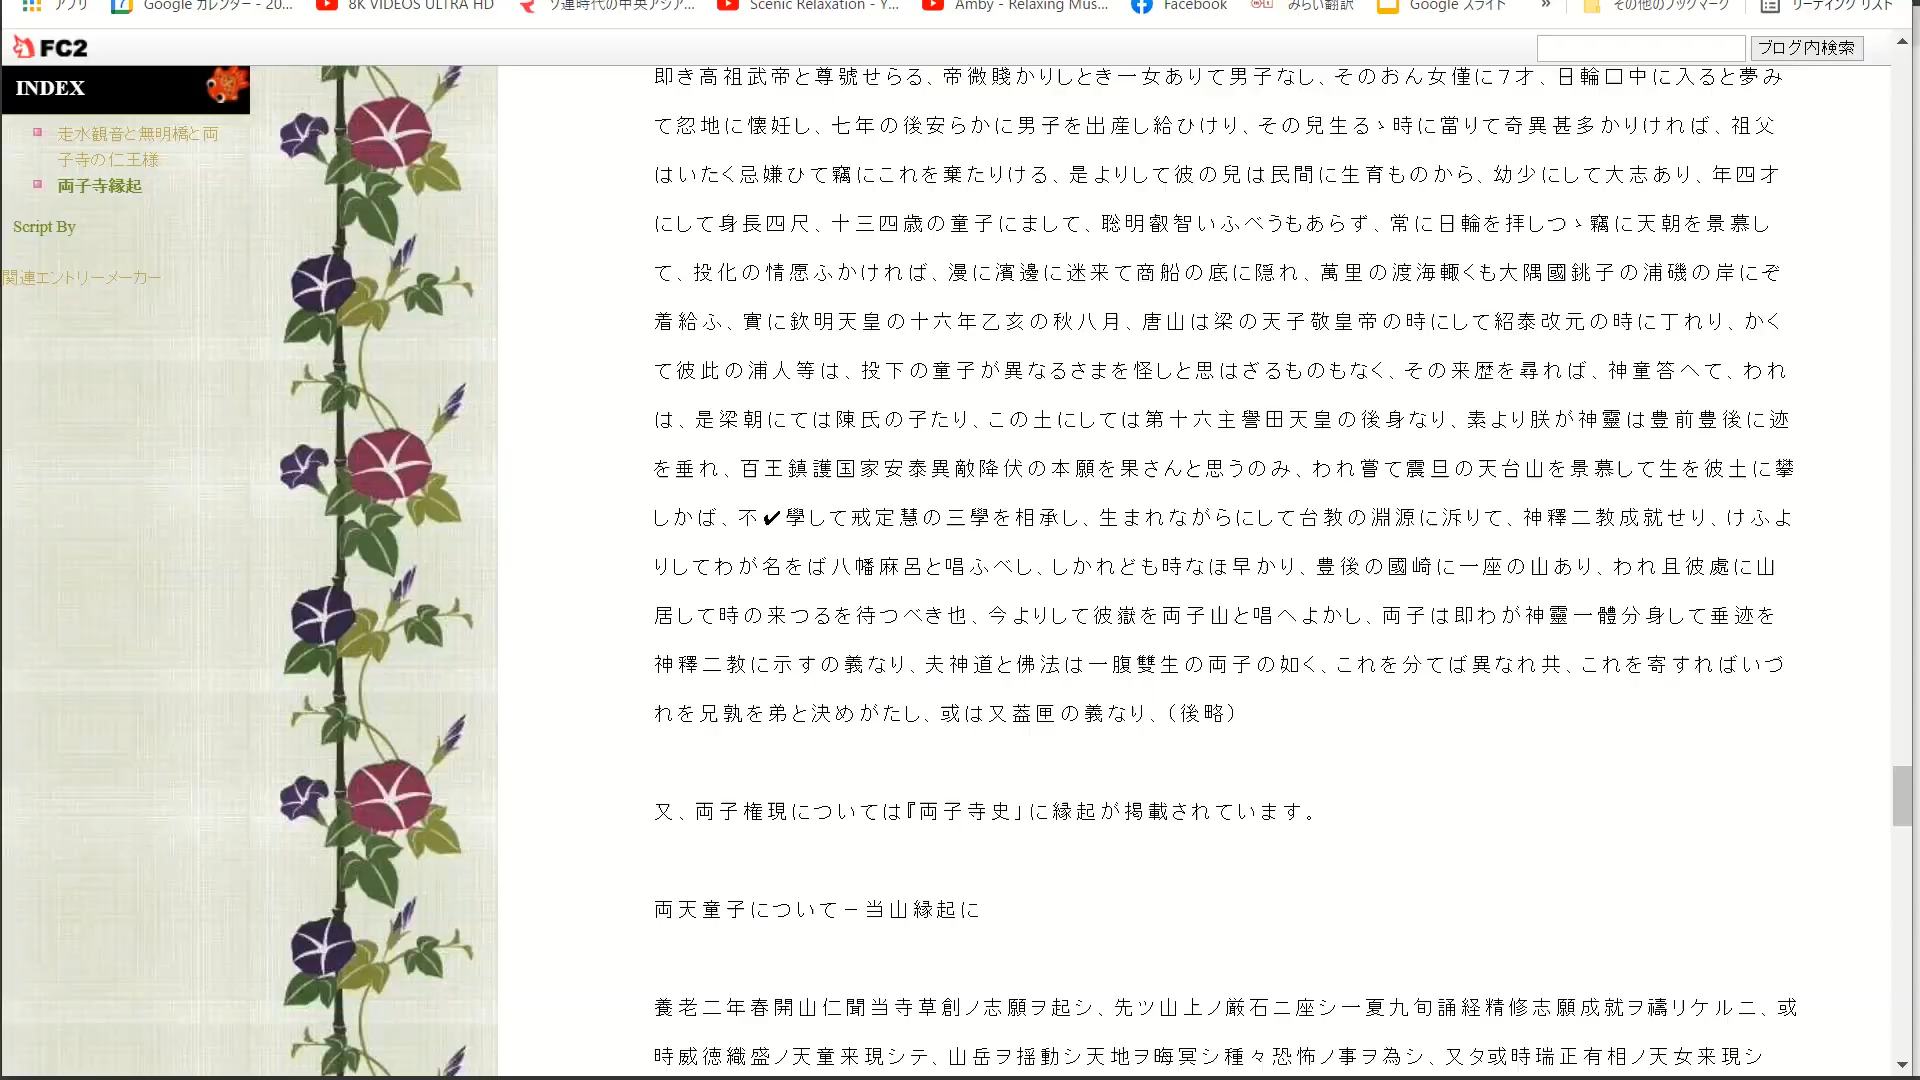 アプリ
Google カレンダー - 20...
8K VIDEOS ULTRA HD
ソ連時代の中央アジア...
Scenic Relaxation - Y...
Amby - Relaxing Mus...
Facebook
みらい翻訳
Google スライド
»
その他のブックマーク
リーディング リスト
FC2
ブログ内検索
INDEX
走水観音と無明橋と両
子寺の仁王様
両子寺縁起
Script By
関連エントリーメーカー
即き高祖武帝と尊號せらる、帝微賤かりしとき一女ありて男子なし、そのおん女僅に7才、日輪口中に入ると夢み
て忽地に懐妊し、七年の後安らかに男子を出産し給ひけり、その兒生るゝ時に當りて奇異甚多かりければ、祖父
はいたく忌嫌ひて竊にこれを棄たりける、是よりして彼の兒は民間に生育ものから、幼少にして大志あり、年四才
にして身長四尺、十三四歳の童子にまして、聡明叡智いふべうもあらず、常に日輪を拝しつゝ竊に天朝を景慕し
て、投化の情愿ふかければ、漫に濱邊に迷来て商船の底に隠れ、萬里の渡海輙くも大隅國銚子の浦磯の岸にぞ
着給ふ、實に欽明天皇の十六年乙亥の秋八月、唐山は梁の天子敬皇帝の時にして紹泰改元の時に丁れり、かく
て彼此の浦人等は、投下の童子が異なるさまを怪しと思はざるものもなく、その来歴を尋れば、神童答へて、われ
は、是梁朝にては陳氏の子たり、この土にしては第十六主譽田天皇の後身なり、素より朕が神靈は豊前豊後に迹
を垂れ、百王鎮護国家安泰異敵降伏の本願を果さんと思うのみ、われ嘗て震旦の天台山を景慕して生を彼土に攀
しかば、不✔學して戒定慧の三學を相承し、生まれながらにして台教の淵源に泝りて、神釋二教成就せり、けふよ
りしてわが名をば八幡麻呂と唱ふべし、しかれども時なほ早かり、豊後の國崎に一座の山あり、われ且彼處に山
居して時の来つるを待つべき也、今よりして彼嶽を両子山と唱へよかし、両子は即わが神靈一體分身して垂迹を
神釋二教に示すの義なり、夫神道と佛法は一腹雙生の両子の如く、これを分てば異なれ共、これを寄すればいづ
れを兄孰を弟と決めがたし、或は又葢匣の義なり、（後略）
又、両子権現については『両子寺史」に縁起が掲載されています。
両天童子について－当山縁起に
養老二年春開山仁聞当寺草創ノ志願ヲ起シ、先ツ山上ノ厳石ニ座シ一夏九旬誦経精修志願成就ヲ禱リケルニ、或
時威徳織盛ノ天童来現シテ、山岳ヲ揺動シ天地ヲ晦冥シ種々恐怖ノ事ヲ為シ、又タ或時瑞正有相ノ天女来現シ